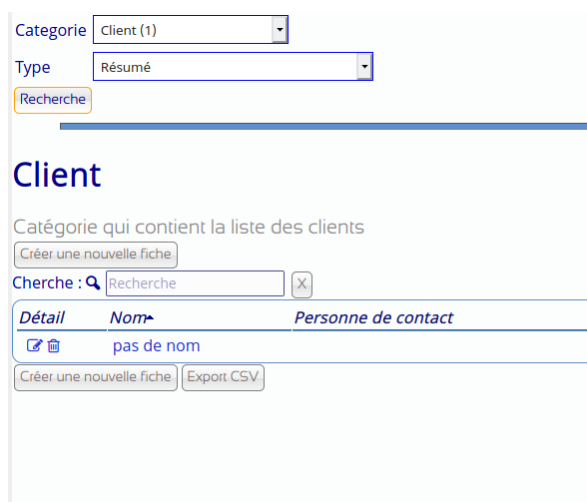 Categorie Client (1)
Type Résumé
Recherche
Client
Catégorie qui contient la liste des clients
Créer une nouvelle fiche
Cherche : Recherche X
Détail Nom Personne de contact
pas de nom
Créer une nouvelle fiche Export CSV